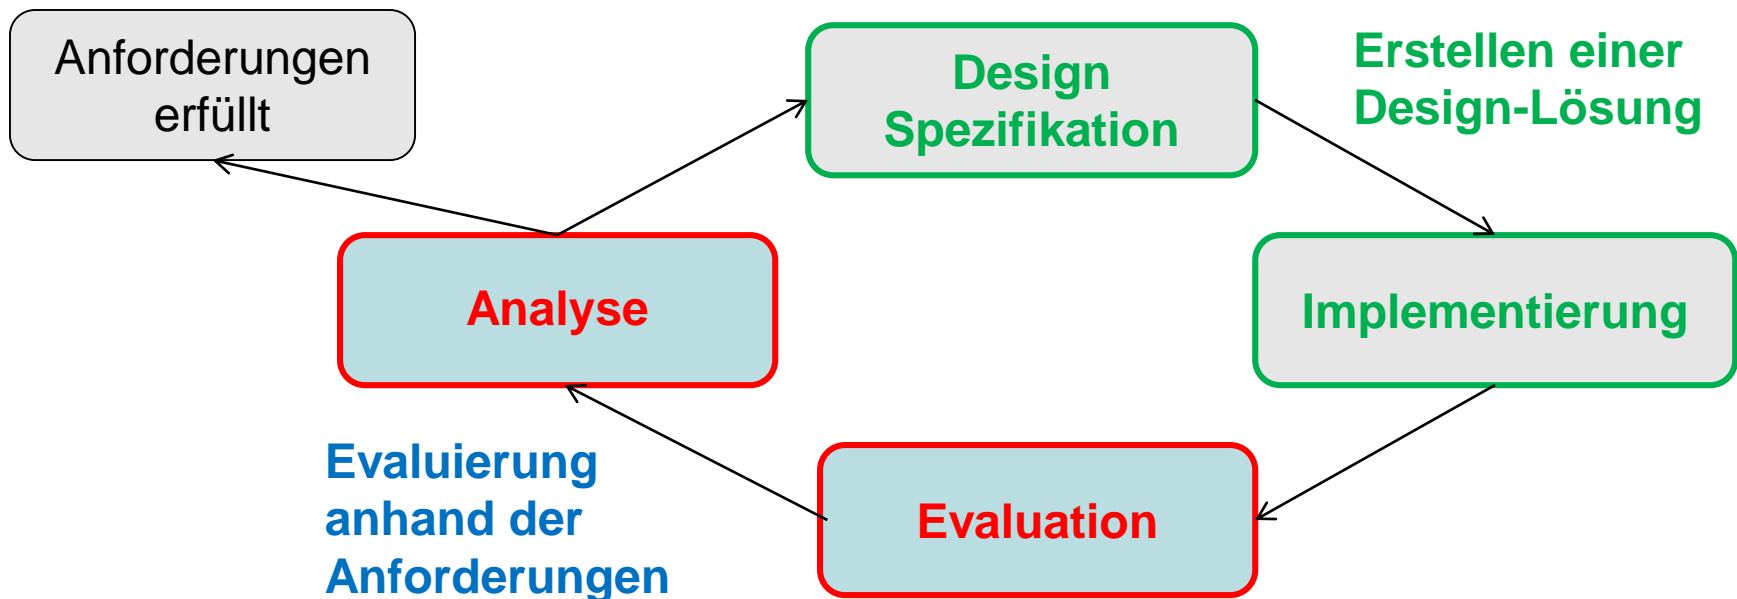 Anforderungen
erfüllt
Design
Spezifikation
Erstellen einer
Design-Lösung
Analyse
Implementierung
Evaluierung
anhand der
Anforderungen
Evaluation